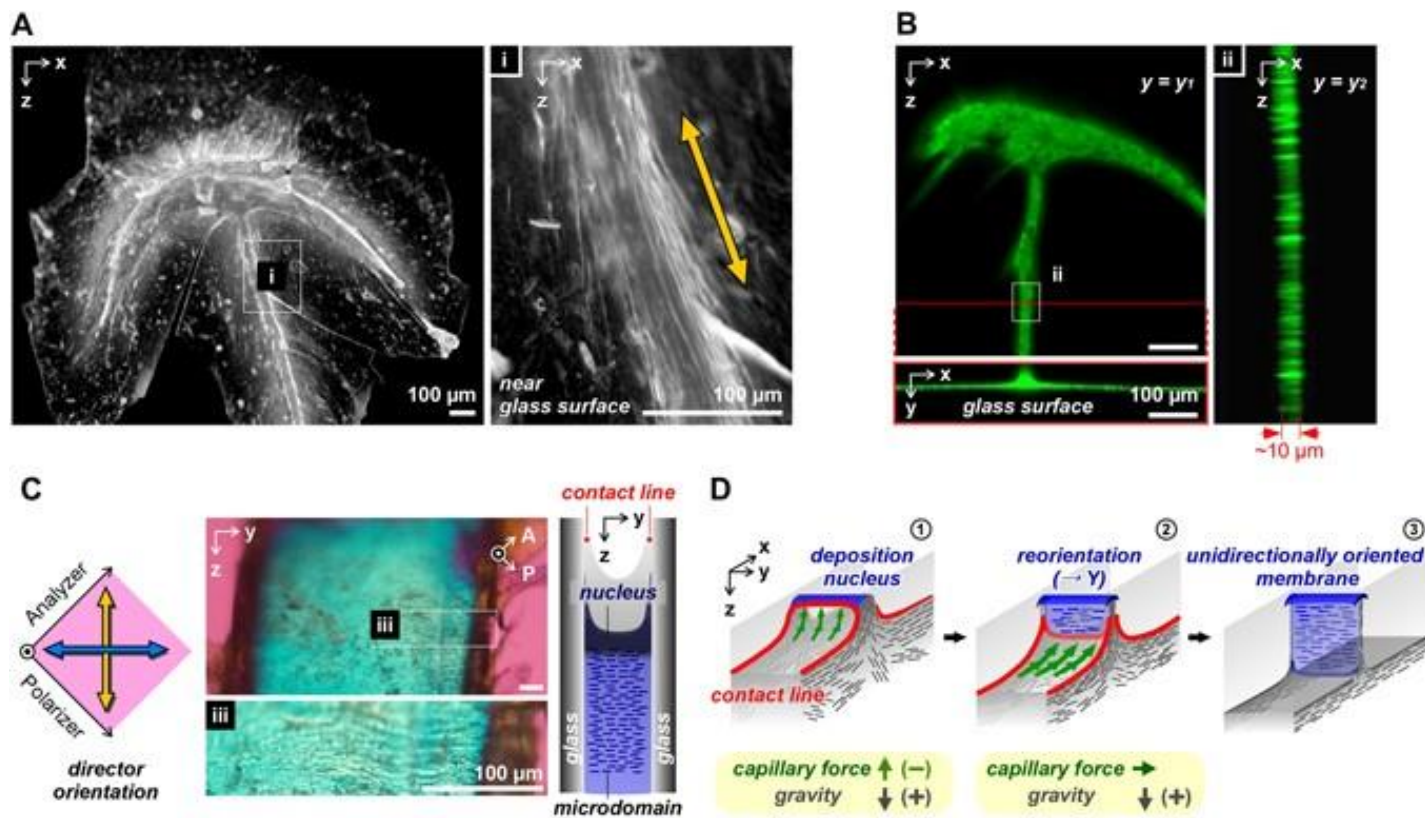 A
x
z
i
100 μm
i
x
z
near
glass surface
100 μm
B
x
z
y = y1
ii
x
y
glass surface
100 μm
ii
x
z
y = y2
~10 μm
C
Analyzer
Polarizer
director
orientation
y
z
A
P
iii
iii
100 μm
contact line
y
z
nucleus
glass
glass
microdomain
D
x
y
z
①
deposition
nucleus
contact line
capillary force ↑ (−)
gravity ↓ (+)
②
reorientation
(→ Y)
capillary force →
gravity ↓ (+)
③
unidirectionally oriented
membrane